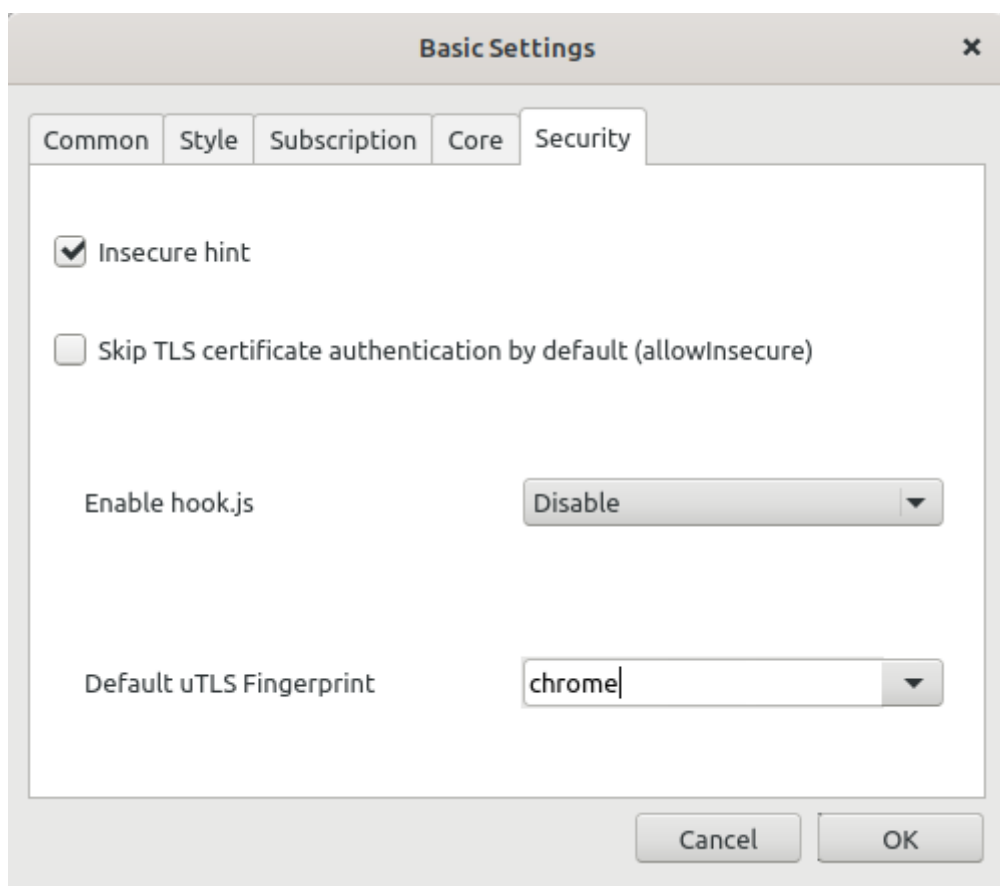 Basic Settings
Common Style Subscription Core Security
Insecure hint
Skip TLS certificate authentication by default (allowInsecure)
Enable hook.js Disable
Default uTLS Fingerprint chrome
Cancel OK